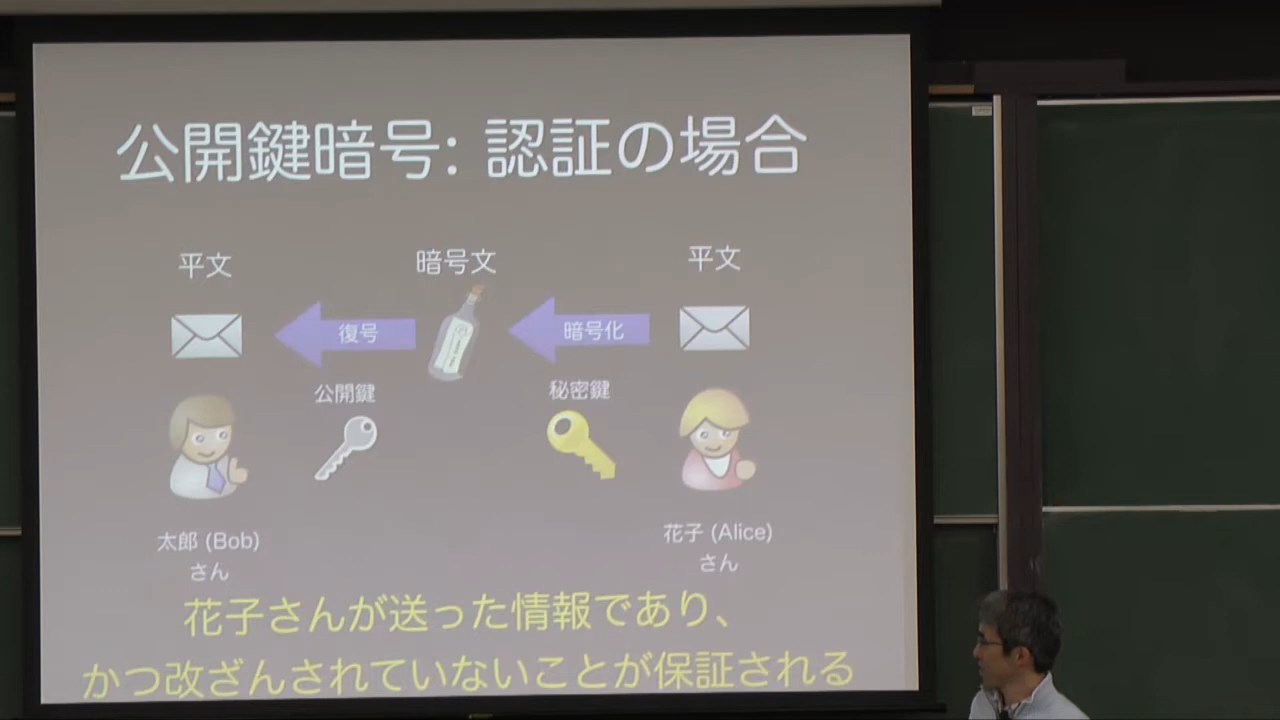 公開鍵暗号: 認証の場合
平文
暗号文
平文
復号
暗号化
公開鍵
秘密鍵
太郎 (Bob)
さん
花子 (Alice)
さん
花子さんが送った情報であり、
かつ改ざんされていないことが保証される